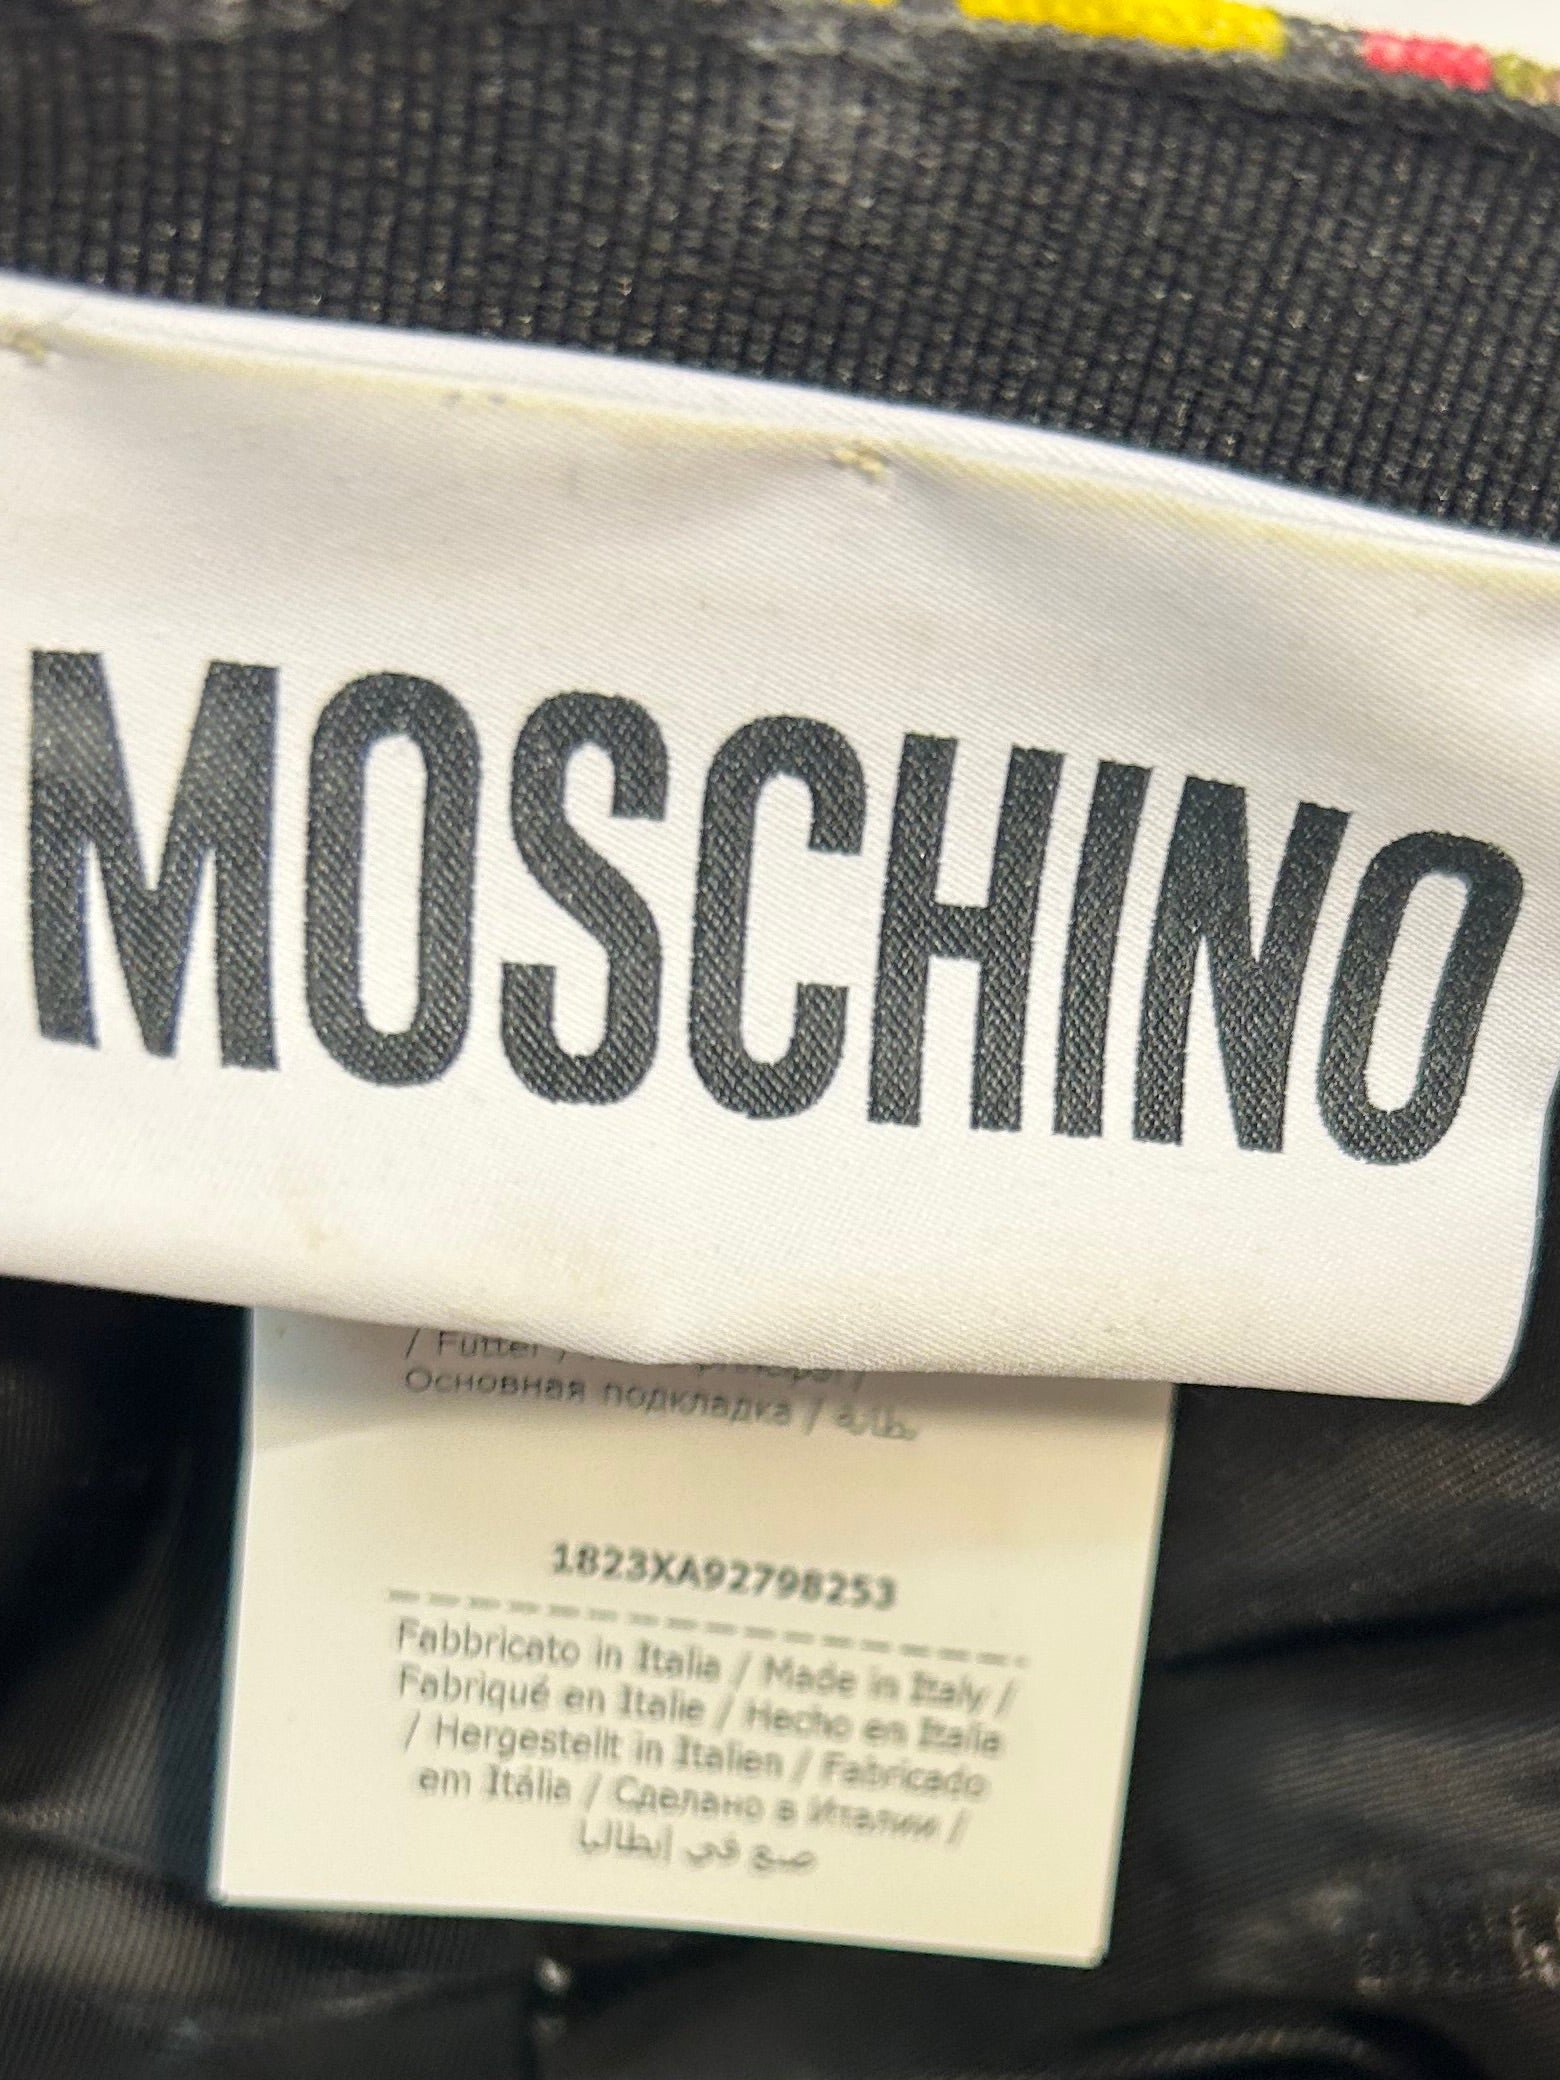 MOSCHINO
/ Futter /
Основная подкладка / بطانة
1823XA92798253
Fabbricato in Italia / Made in Italy /
Fabriqué en Italie / Hecho en Italia
/ Hergestellt in Italien / Fabricado
em Itália / Сделано в Италии /
صنع في إيطاليا